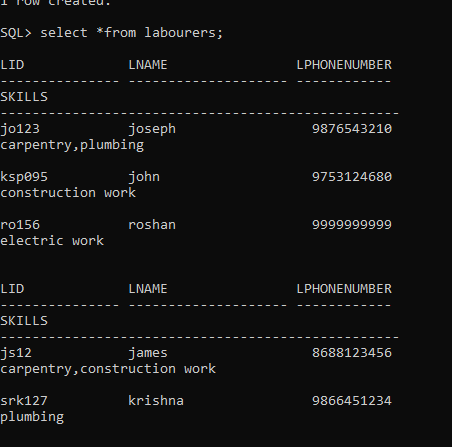 1 row created.
SQL> select *from labourers;
LID LNAME LPHONENUMBER
--------------- -------------------- ------------
SKILLS
--------------------------------------------------
jo123 joseph 9876543210
carpentry,plumbing
ksp095 john 9753124680
construction work
ro156 roshan 9999999999
electric work
LID LNAME LPHONENUMBER
--------------- -------------------- ------------
SKILLS
--------------------------------------------------
js12 james 8688123456
carpentry,construction work
srk127 krishna 9866451234
plumbing